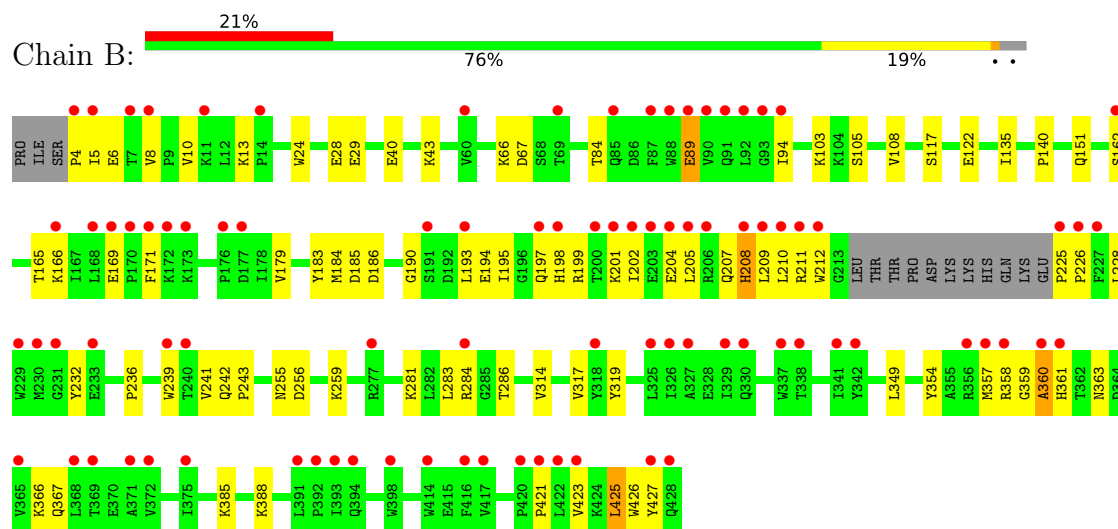 21%
Chain B:
76% 19% • •
PRO ILE SER P4 I5 E6 T7 V8 P9 V10 K11 L12 K13 P14 W24 E28 E29 E40 K43 V60 K66 D67 S68 T69 T84 Q85 D86 F87 W88 E89 V90 Q91 L92 G93 I94 K103 K104 S105 V108 S117 E122 I135 P140 Q151 S162
T165 K166 I167 L168 E169 P170 F171 K172 K173 P176 D177 I178 V179 Y183 M184 D185 D186 G190 S191 D192 L193 E194 I195 G196 Q197 H198 R199 T200 K201 I202 E203 E204 L205 R206 Q207 H208 L209 L210 R211 W212 G213 LEU THR THR PRO ASP LYS LYS HIS GLN LYS GLU P225 P226 F227 L228
W229 M230 G231 Y232 E233 P236 W239 T240 V241 Q242 P243 N255 D256 K259 R277 K281 L282 L283 R284 G285 T286 V314 V317 Y318 Y319 L325 I326 A327 E328 I329 Q330 W337 T338 I341 Y342 L349 Y354 A355 R356 M357 R358 G359 A360 H361 T362 N363 D364
V365 K366 Q367 L368 T369 E370 A371 V372 I375 K385 K388 L391 P392 I393 Q394 W398 W414 E415 F416 V417 P420 P421 L422 V423 K424 L425 W426 Y427 Q428